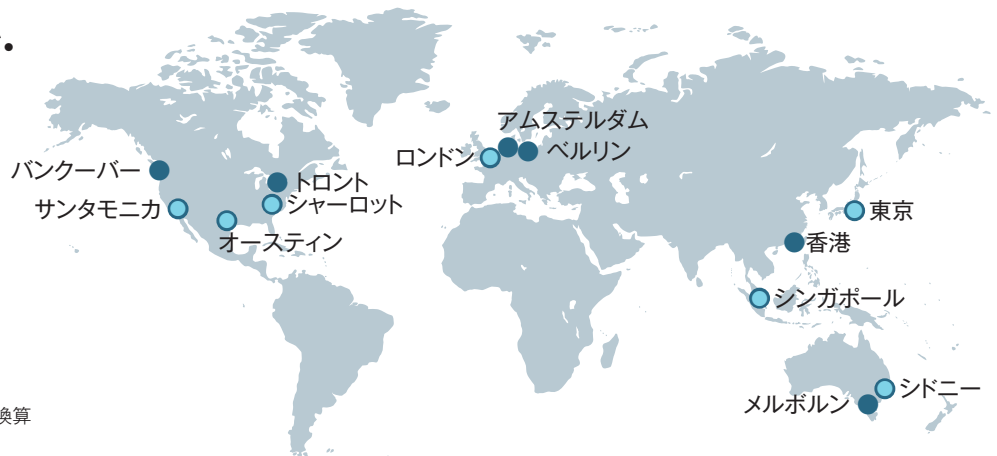 アムステルダム
ロンドン
ベルリン
バンクーバー
トロント
サンタモニカ
シャーロット
オースティン
東京
香港
シンガポール
シドニー
メルボルン
換算